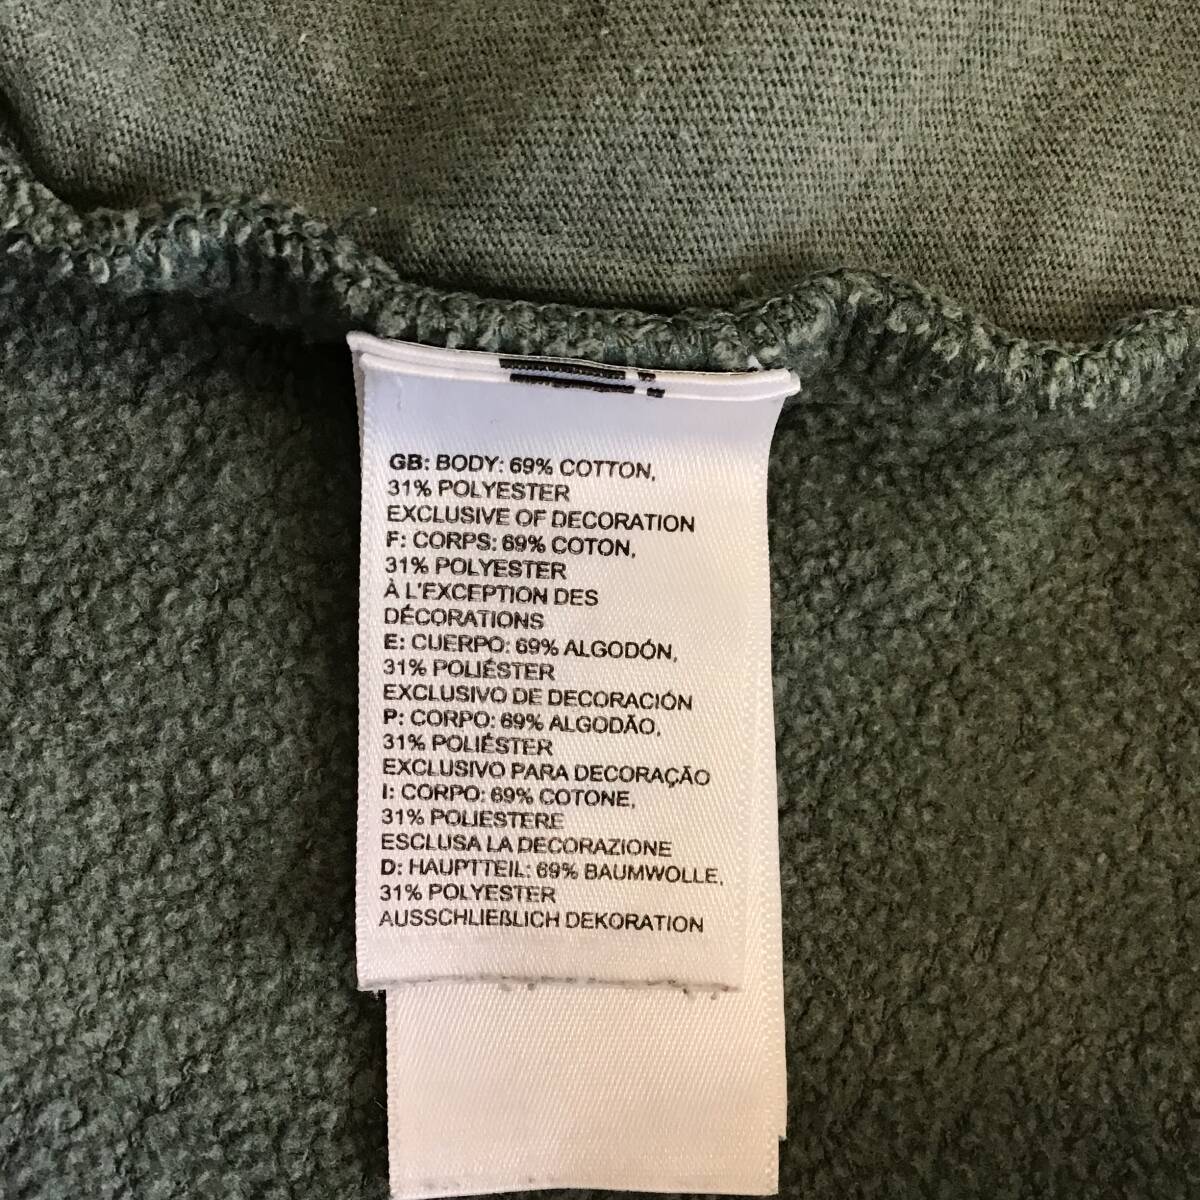 GB: BODY: 69% COTTON,
31% POLYESTER
EXCLUSIVE OF DECORATION
F: CORPS: 69% COTON,
31% POLYESTER
À L'EXCEPTION DES
DÉCORATIONS
E: CUERPO: 69% ALGODÓN,
31% POLIÉSTER
EXCLUSIVO DE DECORACIÓN
P: CORPO: 69% ALGODÃO,
31% POLIÉSTER
EXCLUSIVO PARA DECORAÇÃO
I: CORPO: 69% COTONE,
31% POLIESTERE
ESCLUSA LA DECORAZIONE
D: HAUPTTEIL: 69% BAUMWOLLE,
31% POLYESTER
AUSSCHLIEßLICH DEKORATION